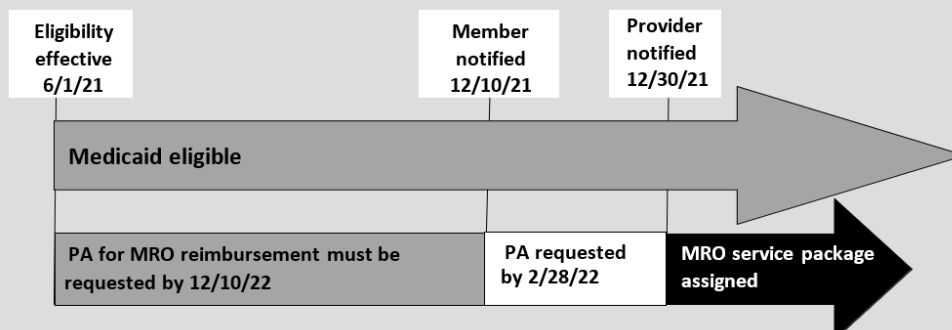 Eligibility
effective
6/1/21
Member
notified
12/10/21
Provider
notified
12/30/21
Medicaid eligible
PA for MRO reimbursement must be
requested by 12/10/22
PA requested
by 2/28/22
MRO service package
assigned